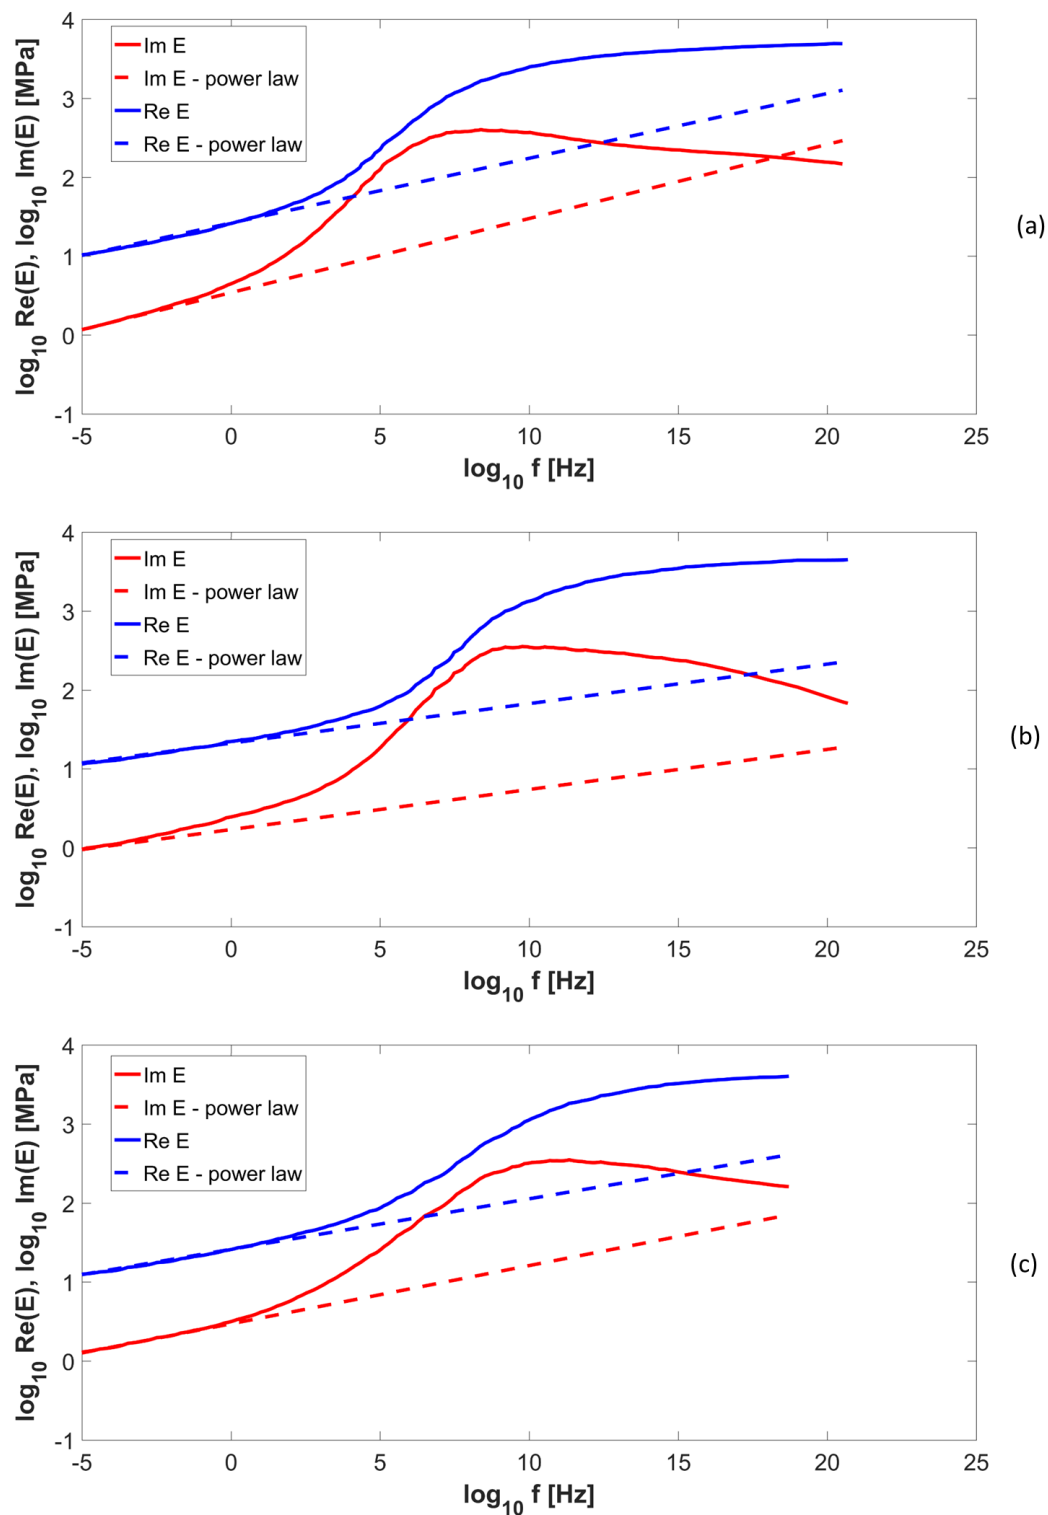 4
3
2
1
0
-1
log10 Re(E), log10 Im(E) [MPa]
Im E
Im E - power law
Re E
Re E - power law
-5 0 5 10 15 20 25
log10 f [Hz]
(a)
4
3
2
1
0
-1
log10 Re(E), log10 Im(E) [MPa]
Im E
Im E - power law
Re E
Re E - power law
-5 0 5 10 15 20 25
log10 f [Hz]
(b)
4
3
2
1
0
-1
log10 Re(E), log10 Im(E) [MPa]
Im E
Im E - power law
Re E
Re E - power law
-5 0 5 10 15 20 25
log10 f [Hz]
(c)